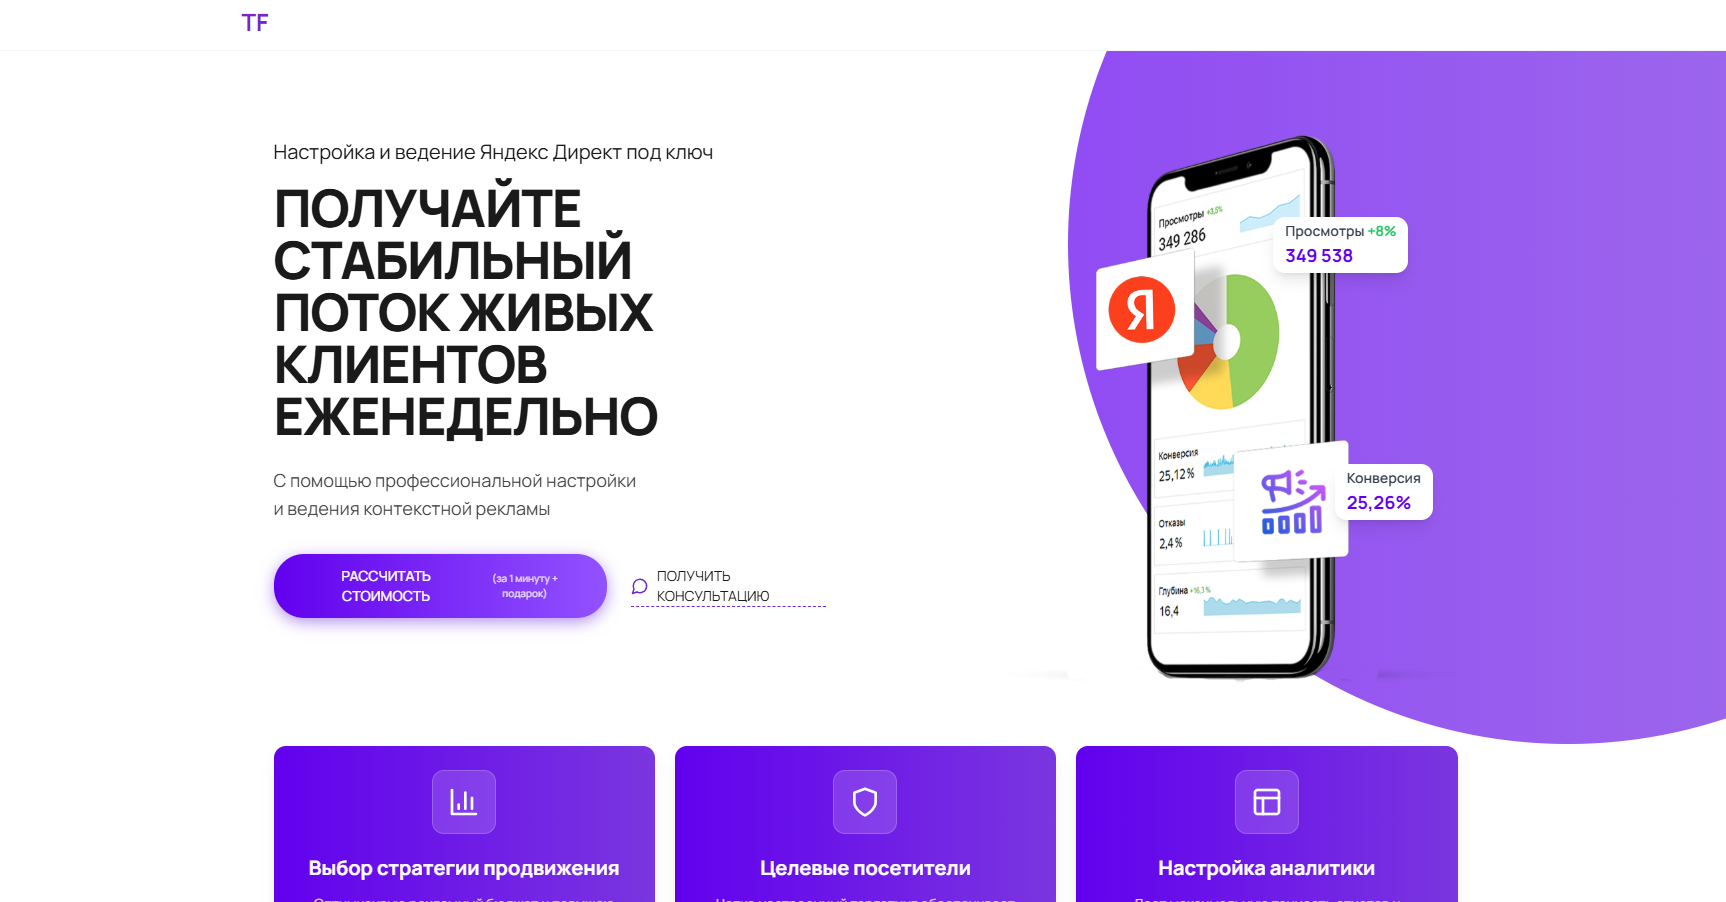 TF
Настройка и ведение Яндекс Директ под ключ
ПОЛУЧАЙТЕ
СТАБИЛЬНЫЙ
ПОТОК ЖИВЫХ
КЛИЕНТОВ
ЕЖЕНЕДЕЛЬНО
С помощью профессиональной настройки
и ведения контекстной рекламы
РАССЧИТАТЬ
СТОИМОСТЬ
(за 1 минуту +
подарок)
ПОЛУЧИТЬ
КОНСУЛЬТАЦИЮ
Просмотры +3,5%
349 286
Просмотры +8%
349 538
Я
Конверсия
25,12 %
Конверсия
25,26%
Отказы
2,4 %
Глубина +16,3 %
16,4
Выбор стратегии продвижения
Целевые посетители
Настройка аналитики